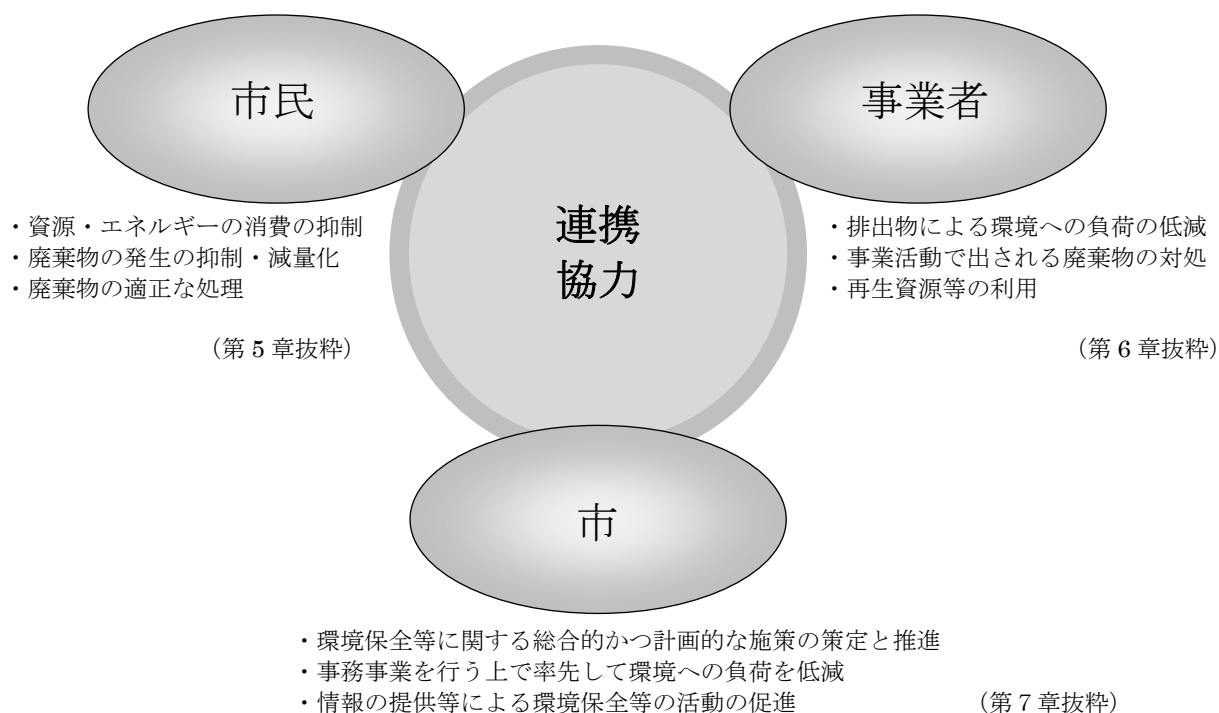 市民
・資源・エネルギーの消費の抑制
・廃棄物の発生の抑制・減量化
・廃棄物の適正な処理
（第 5 章抜粋）
連携
協力
事業者
・排出物による環境への負荷の低減
・事業活動で出される廃棄物の対処
・再生資源等の利用
（第 6 章抜粋）
市
・環境保全等に関する総合的かつ計画的な施策の策定と推進
・事務事業を行う上で率先して環境への負荷を低減
・情報の提供等による環境保全等の活動の促進
（第 7 章抜粋）